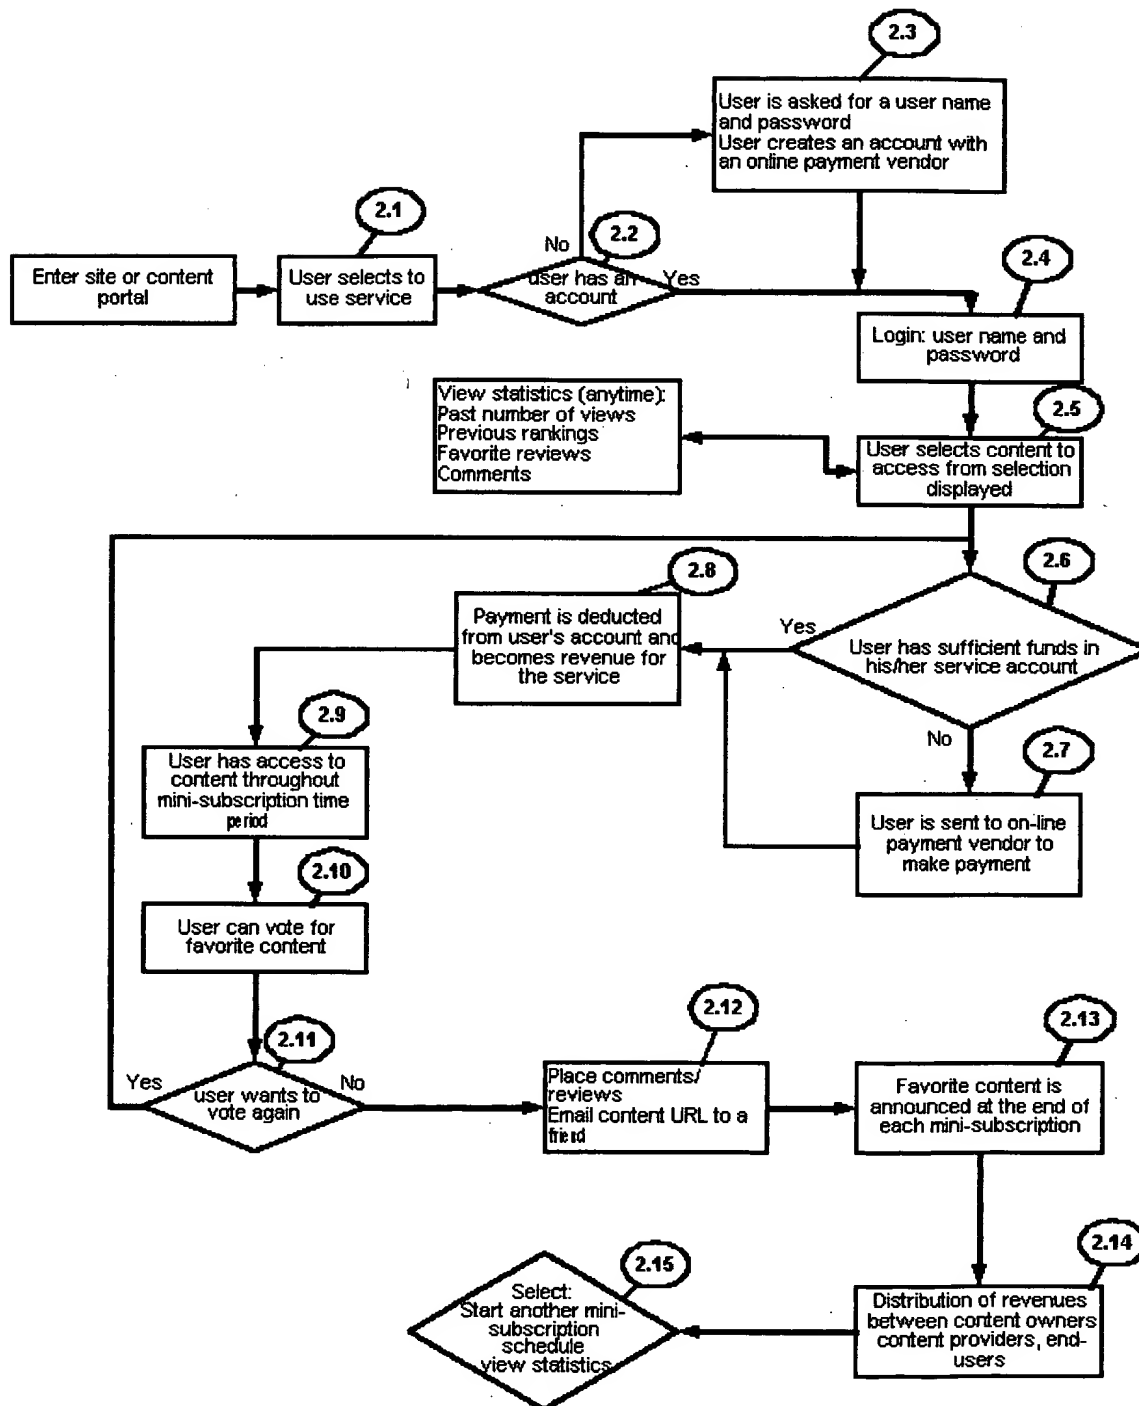 2.3
User is asked for a user name
and password
User creates an account with
an online payment vendor
2.1
2.2
No
Enter site or content
portal
User selects to
use service
user has an
account
Yes
2.4
Login: user name and
password
View statistics (anytime):
Past number of views
Previous rankings
Favorite reviews
Comments
2.5
User selects content to
access from selection
displayed
2.6
2.8
Payment is deducted
from user's account and
becomes revenue for
the service
Yes
User has sufficient funds in
his/her service account
No
2.9
User has access to
content throughout
mini-subscription time
period
2.7
User is sent to on-line
payment vendor to
make payment
2.10
User can vote for
favorite content
2.11
Yes
user wants to
vote again
No
2.12
Place comments/
reviews
Email content URL to a
friend
2.13
Favorite content is
announced at the end of
each mini-subscription
2.14
Distribution of revenues
between content owners
content providers, end-
users
2.15
Select:
Start another mini-
subscription
schedule
view statistics